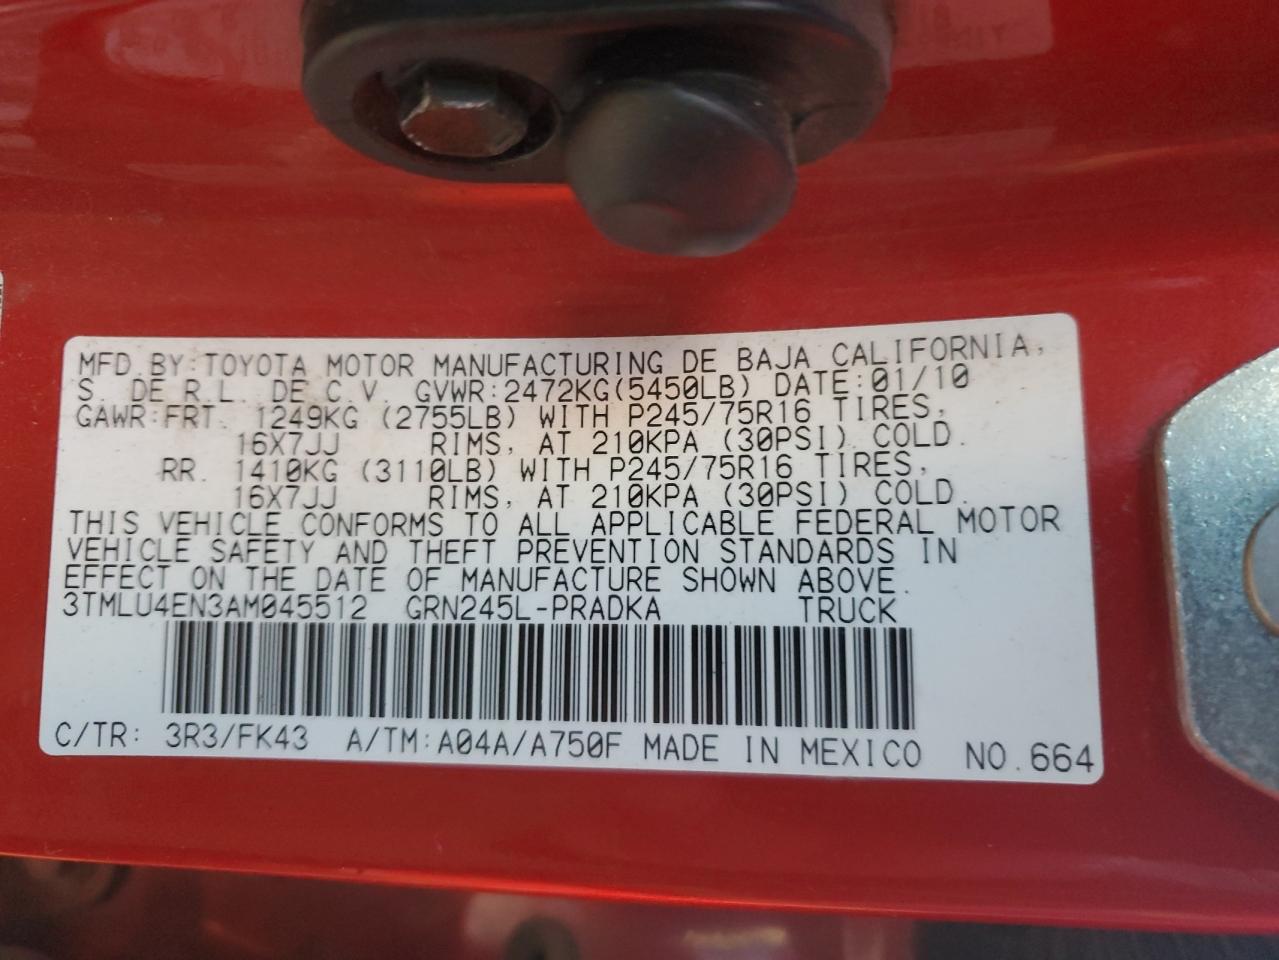 MFD. BY: TOYOTA MOTOR MANUFACTURING DE BAJA CALIFORNIA,
S. DE R.L. DE C.V. GVWR:2472KG(5450LB) DATE:01/10
GAWR:FRT. 1249KG (2755LB) WITH P245/75R16 TIRES,
16X7JJ RIMS, AT 210KPA (30PSI) COLD.
RR. 1410KG (3110LB) WITH P245/75R16 TIRES,
16X7JJ RIMS, AT 210KPA (30PSI) COLD.
THIS VEHICLE CONFORMS TO ALL APPLICABLE FEDERAL MOTOR
VEHICLE SAFETY AND THEFT PREVENTION STANDARDS IN
EFFECT ON THE DATE OF MANUFACTURE SHOWN ABOVE.
3TMLU4EN3AM045512 GRN245L-PRADKA TRUCK
C/TR: 3R3/FK43 A/TM:A04A/A750F MADE IN MEXICO NO.664